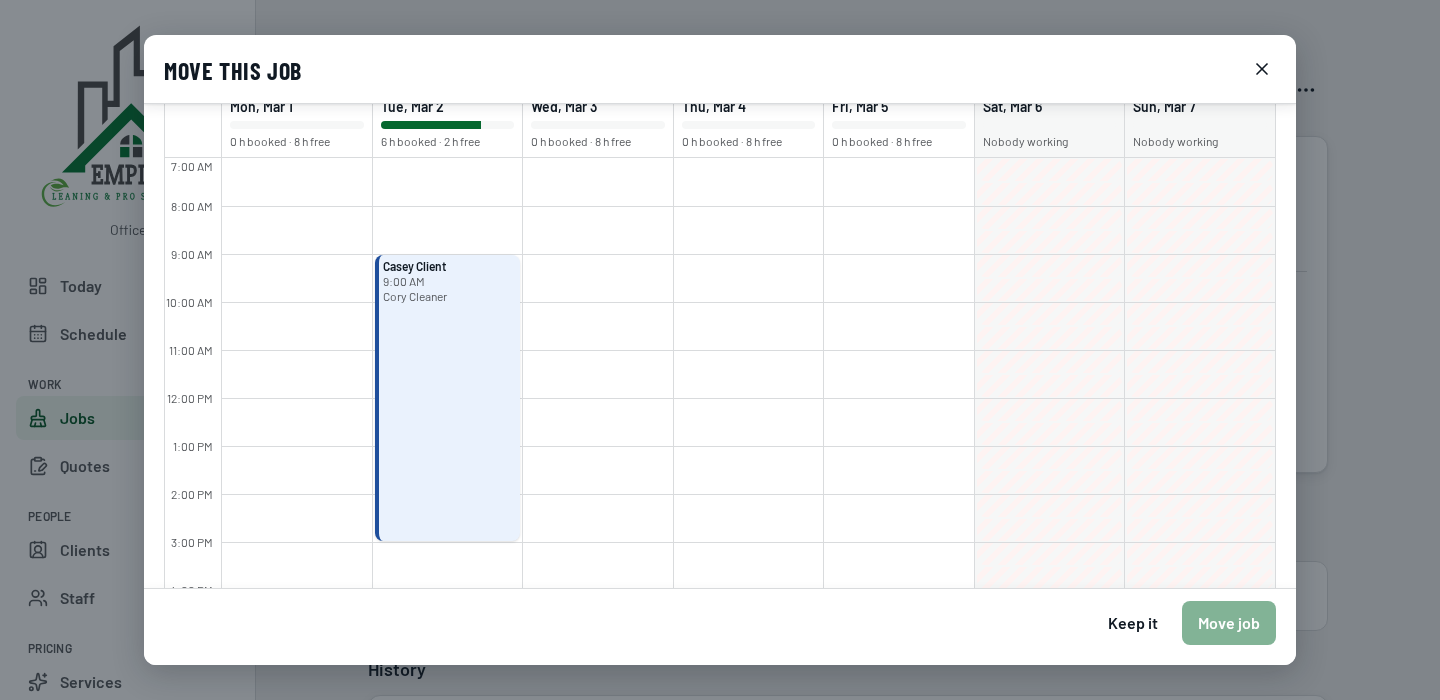 MOVE THIS JOB
Mon, Mar 1
Tue, Mar 2
Wed, Mar 3
Thu, Mar 4
Fri, Mar 5
Sat, Mar 6
Sun, Mar 7
0 h booked · 8 h free
6 h booked · 2 h free
0 h booked · 8 h free
0 h booked · 8 h free
0 h booked · 8 h free
Nobody working
Nobody working
7:00 AM
8:00 AM
9:00 AM
10:00 AM
11:00 AM
12:00 PM
1:00 PM
2:00 PM
3:00 PM
Casey Client
9:00 AM
Cory Cleaner
Keep it
Move job
EMPI
LEANING & PRO S
Office
Today
Schedule
WORK
Jobs
Quotes
PEOPLE
Clients
Staff
PRICING
Services
History